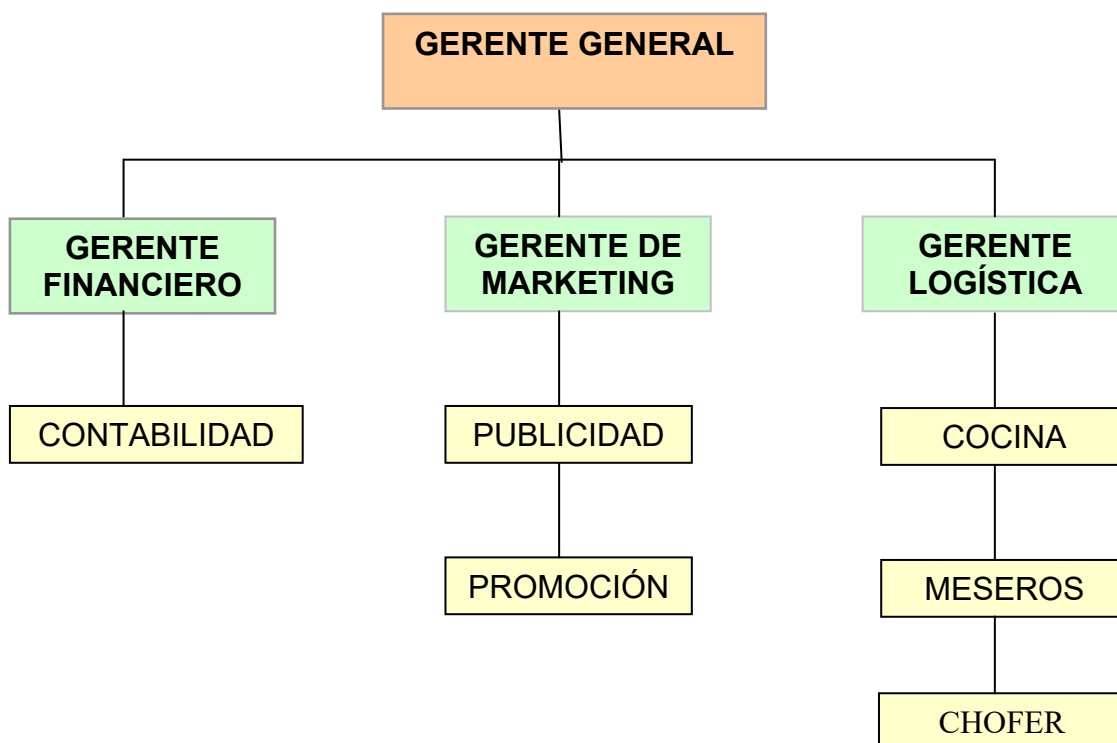 GERENTE GENERAL
GERENTE
FINANCIERO
GERENTE DE
MARKETING
GERENTE
LOGÍSTICA
CONTABILIDAD
PUBLICIDAD
COCINA
PROMOCIÓN
MESEROS
CHOFER